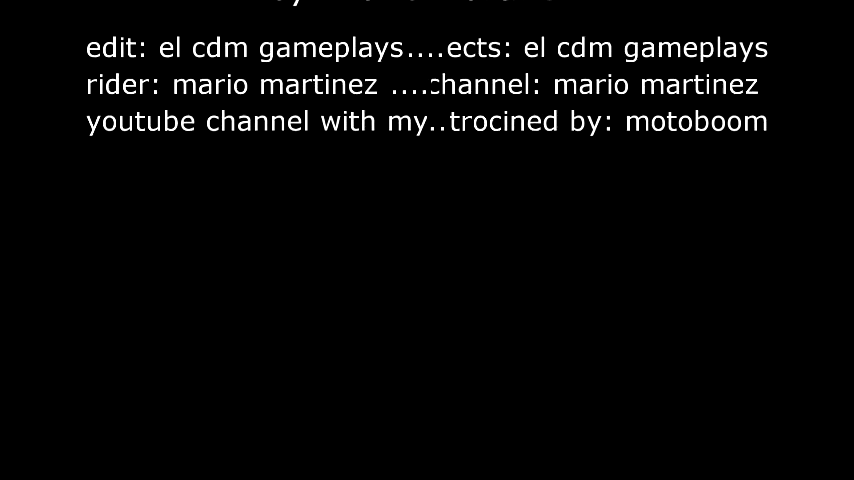 edit: el cdm gameplays....ects: el cdm gameplays
rider: mario martinez ....channel: mario martinez
youtube channel with my..trocined by: motoboom